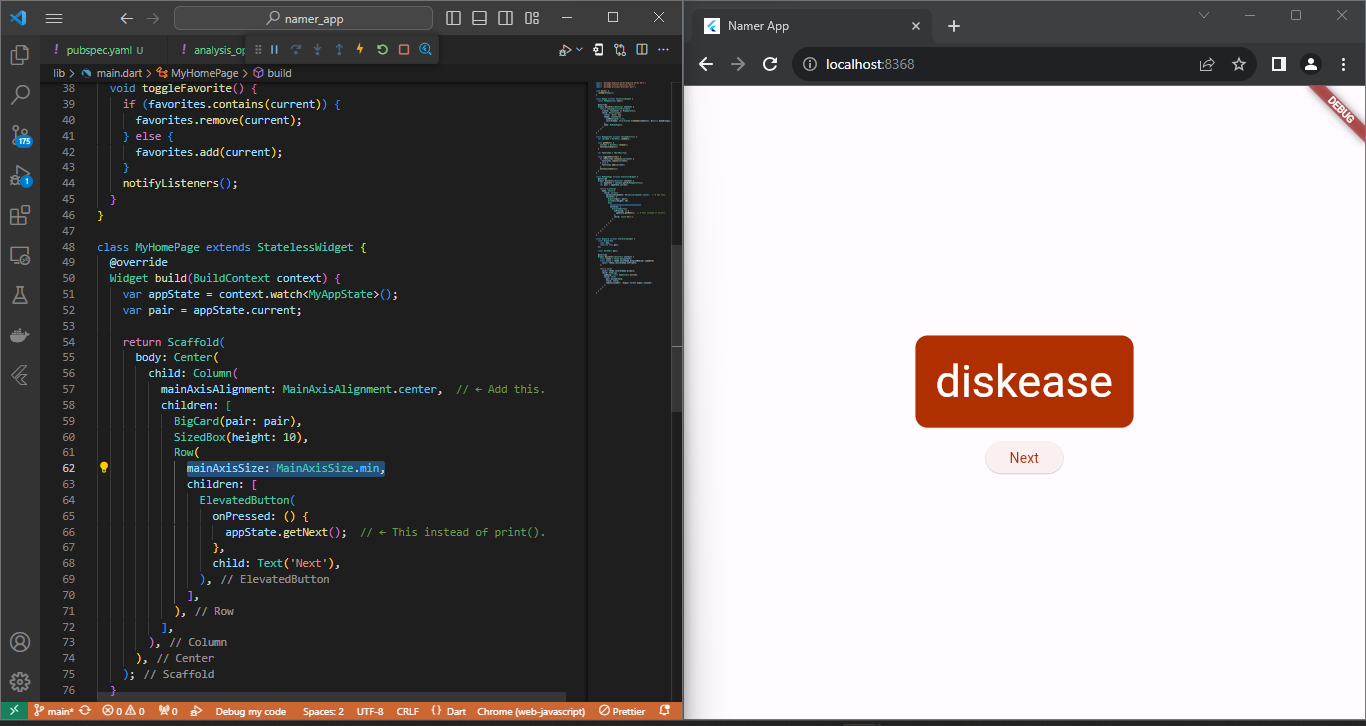 namer_app
pubspec.yaml U
analysis_op
lib > main.dart > MyHomePage > build
38 void toggleFavorite() {
39 if (favorites.contains(current)) {
40 favorites.remove(current);
41 } else {
42 favorites.add(current);
43 }
44 notifyListeners();
45 }
46 }
47
48 class MyHomePage extends StatelessWidget {
49 @override
50 Widget build(BuildContext context) {
51 var appState = context.watch<MyAppState>();
52 var pair = appState.current;
53
54 return Scaffold(
55 body: Center(
56 child: Column(
57 mainAxisAlignment: MainAxisAlignment.center, // ← Add this.
58 children: [
59 BigCard(pair: pair),
60 SizedBox(height: 10),
61 Row(
62 mainAxisSize: MainAxisSize.min,
63 children: [
64 ElevatedButton(
65 onPressed: () {
66 appState.getNext(); // ← This instead of print().
67 },
68 child: Text('Next'),
69 ), // ElevatedButton
70 ],
71 ), // Row
72 ],
73 ), // Column
74 ), // Center
75 ); // Scaffold
76 }
175
1
main* 0 0 0 Debug my code Spaces: 2 UTF-8 CRLF {} Dart Chrome (web-javascript) Prettier
Namer App
localhost:8368
DEBUG
diskease
Next